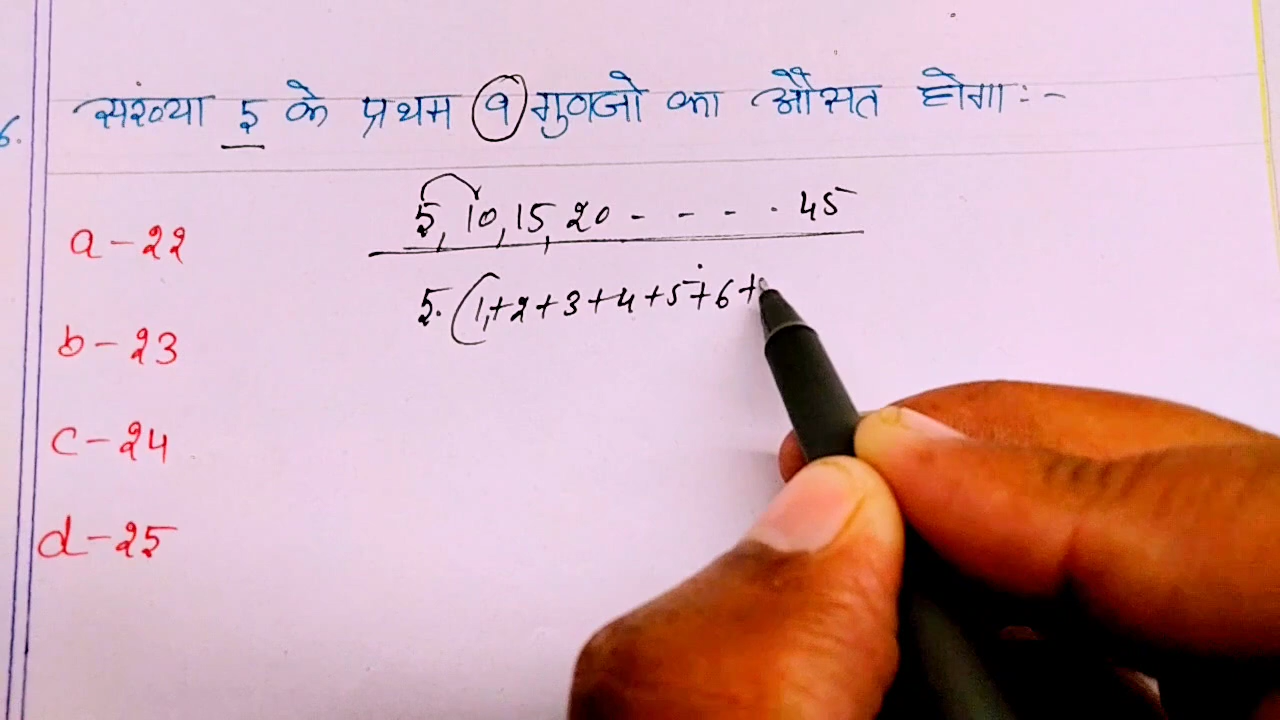 6. संख्या 5 के प्रथम 9 गुणजो का औसत होगा :-
5, 10, 15, 20 - - - - . 45
a - 22
5. (1, + 2 + 3 + 4 + 5 + 6 +
b - 23
c - 24
d - 25